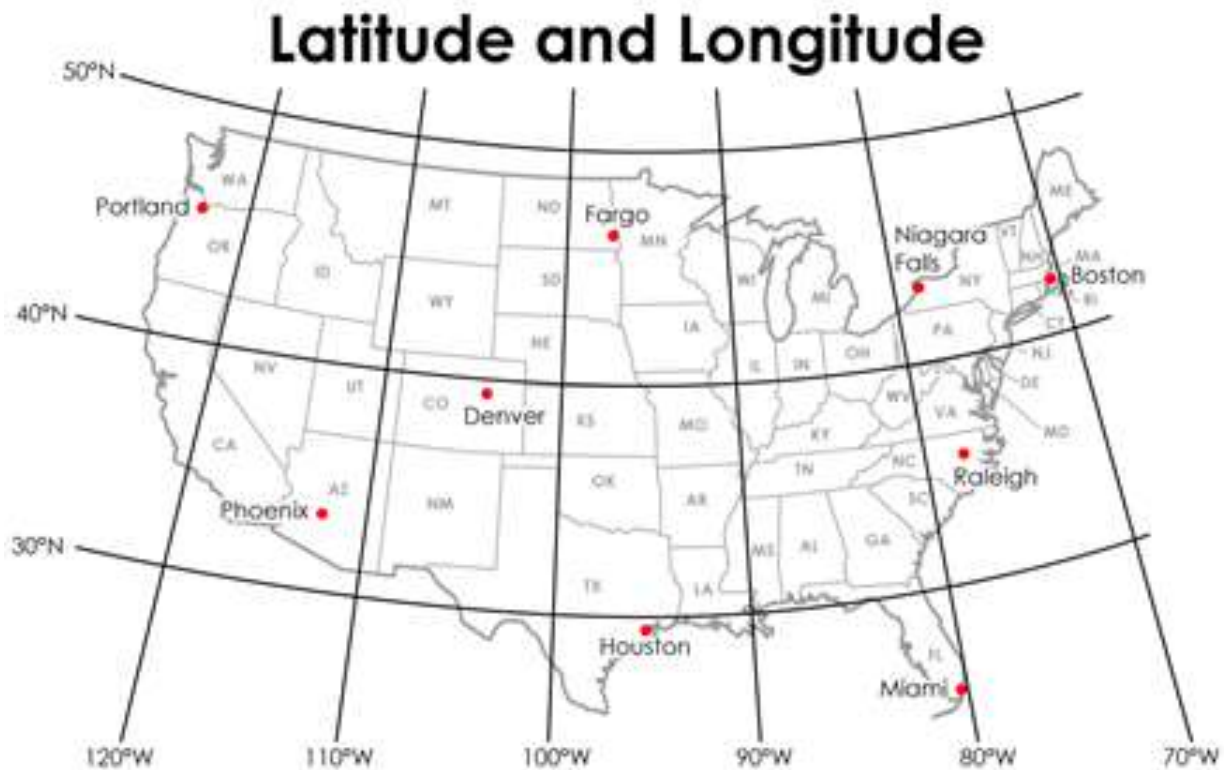 Latitude and Longitude
50°N
WA
ME
Portland
MT
ND
Fargo
MN
VT
OR
Niagara
Falls
NH
MA
Boston
ID
SD
WI
MI
NY
RI
WY
CT
40°N
IA
PA
NE
OH
N.J.
NV
UT
IL
IN
DE
CO
Denver
WV
KS
VA
MO
MD
CA
KY
TN
NC
Raleigh
OK
AZ
NM
AR
SC
Phoenix
MS
AL
GA
30°N
TX
LA
Houston
FL
Miami
120°W
110°W
100°W
90°W
80°W
70°W